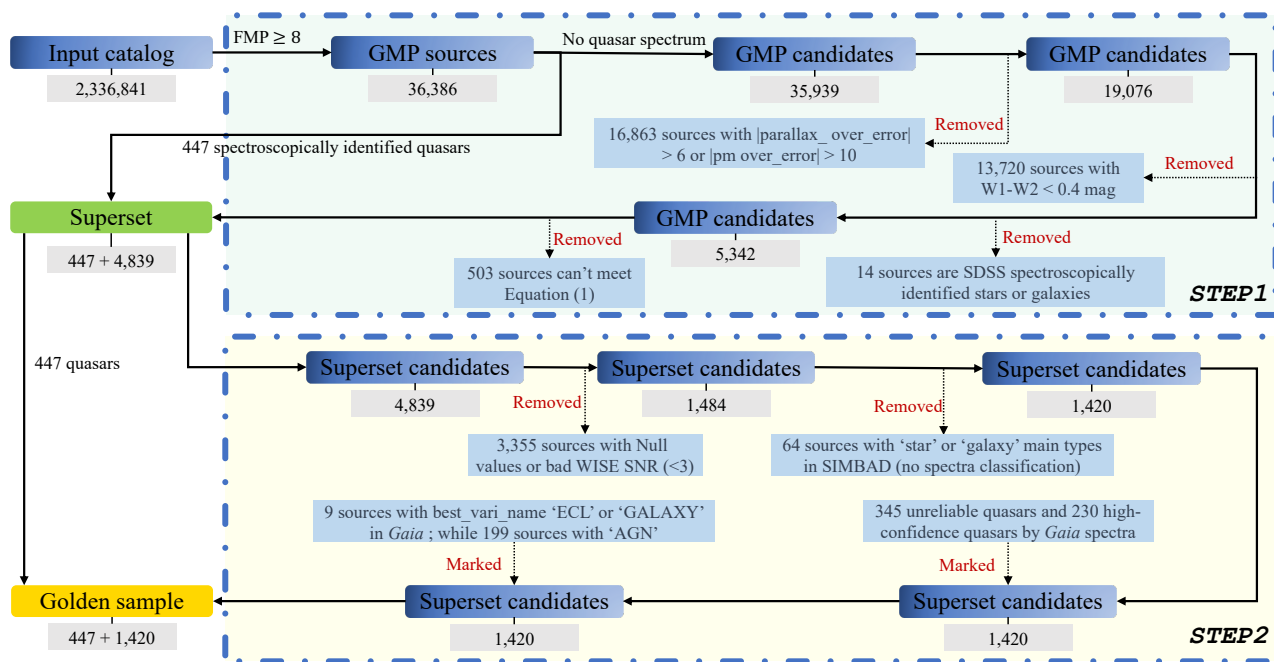 Input catalog
2,336,841
FMP ≥ 8
GMP sources
36,386
No quasar spectrum
GMP candidates
35,939
GMP candidates
19,076
Removed
16,863 sources with |parallax_ over_error|
> 6 or |pm over_error| > 10
447 spectroscopically identified quasars
Removed
13,720 sources with
W1-W2 < 0.4 mag
Superset
447 + 4,839
GMP candidates
5,342
Removed
503 sources can't meet
Equation (1)
Removed
14 sources are SDSS spectroscopically
identified stars or galaxies
STEP1
447 quasars
Superset candidates
4,839
Superset candidates
1,484
Superset candidates
1,420
Removed
3,355 sources with Null
values or bad WISE SNR (<3)
Removed
64 sources with ‘star’ or ‘galaxy’ main types
in SIMBAD (no spectra classification)
9 sources with best_vari_name ‘ECL’ or ‘GALAXY’
in Gaia ; while 199 sources with ‘AGN’
345 unreliable quasars and 230 high-
confidence quasars by Gaia spectra
Marked
Marked
Golden sample
447 + 1,420
Superset candidates
1,420
Superset candidates
1,420
STEP2